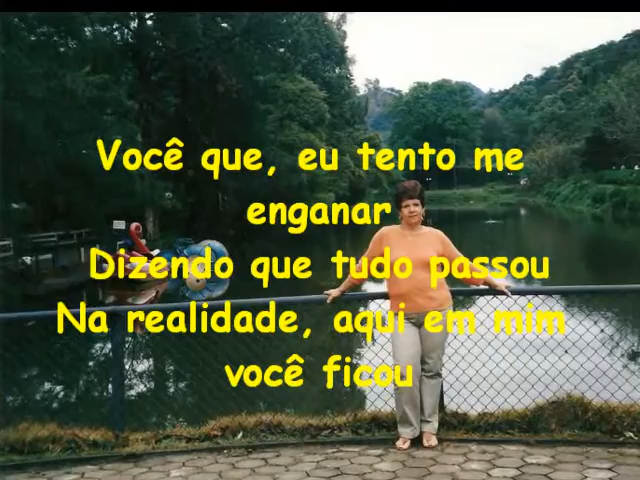 Você que, eu tento me
enganar
Dizendo que tudo passou
Na realidade, aqui em mim
você ficou